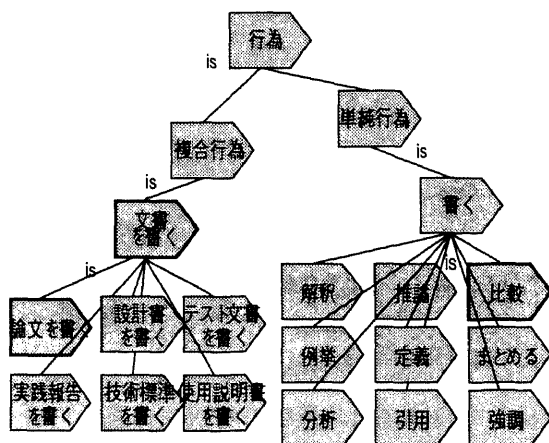 行為
is
単純行為
複合行為
is
is
文書
を書く
書く
is
is
解釈
推論
比較
論文を書く
設計書
を書く
テスト文書
を書く
例挙
定義
まとめる
実践報告
を書く
技術標準
を書く
使用説明書
を書く
分析
引用
強調